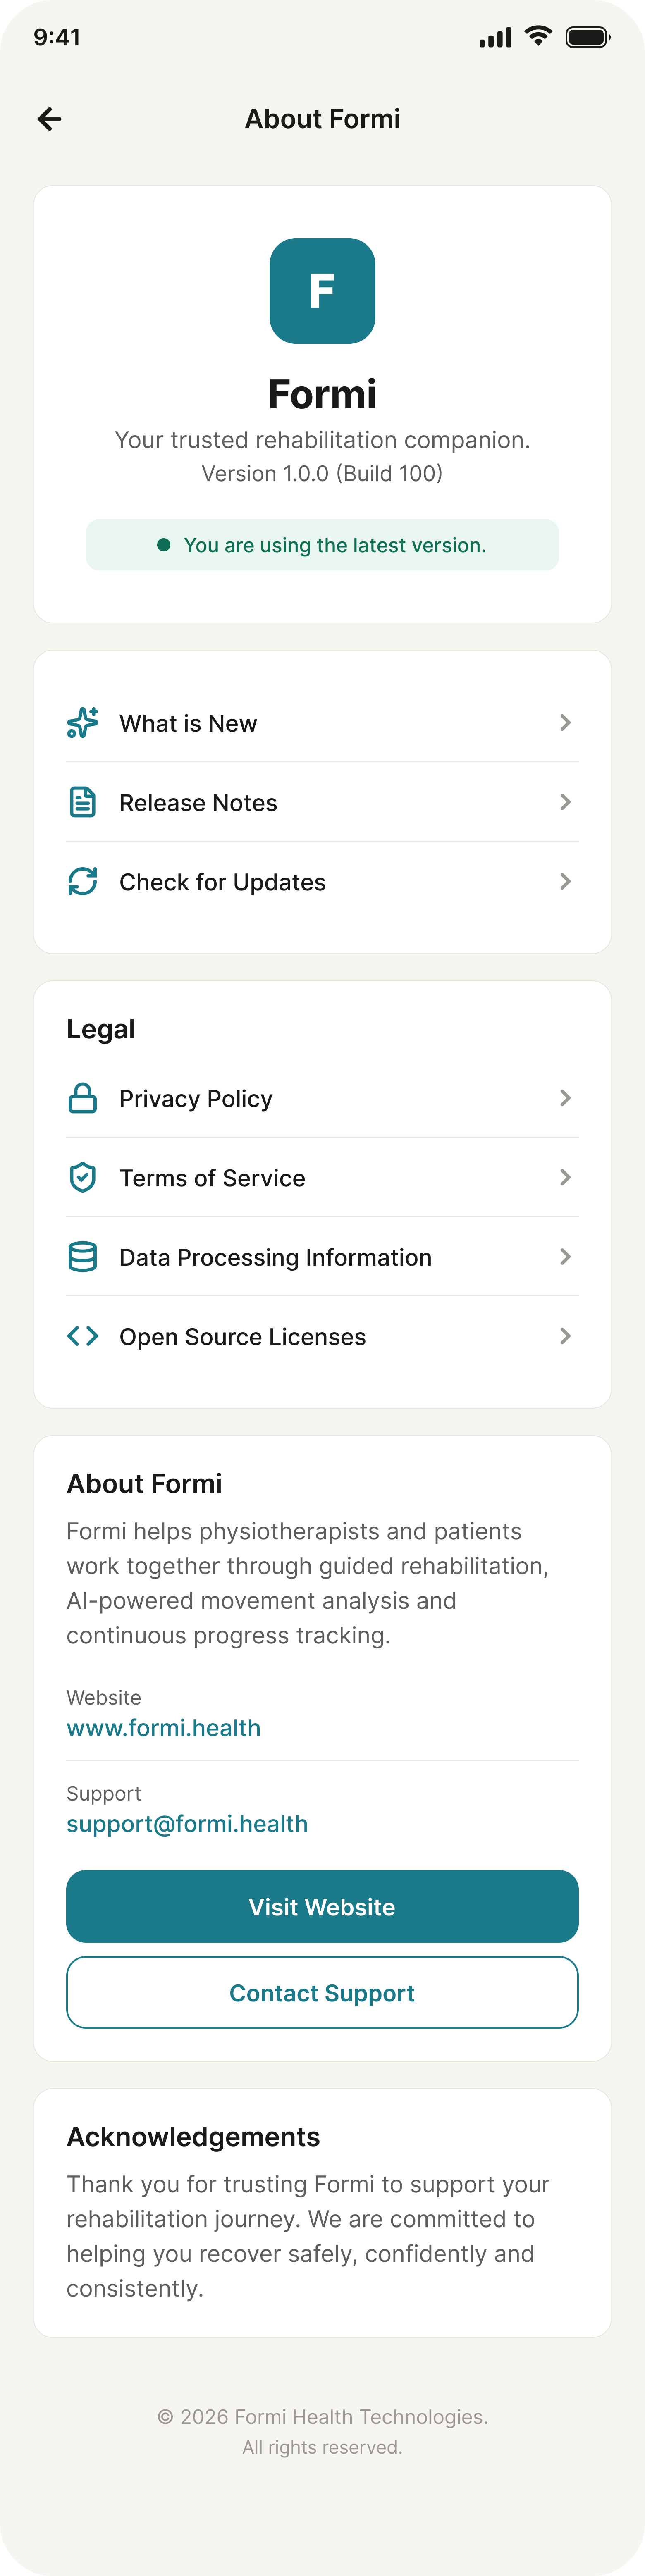 9:41
About Formi
F
Formi
Your trusted rehabilitation companion.
Version 1.0.0 (Build 100)
You are using the latest version.
What is New
Release Notes
Check for Updates
Legal
Privacy Policy
Terms of Service
Data Processing Information
Open Source Licenses
About Formi
Formi helps physiotherapists and patients
work together through guided rehabilitation,
AI-powered movement analysis and
continuous progress tracking.
Website
www.formi.health
Support
support@formi.health
Visit Website
Contact Support
Acknowledgements
Thank you for trusting Formi to support your
rehabilitation journey. We are committed to
helping you recover safely, confidently and
consistently.
© 2026 Formi Health Technologies.
All rights reserved.